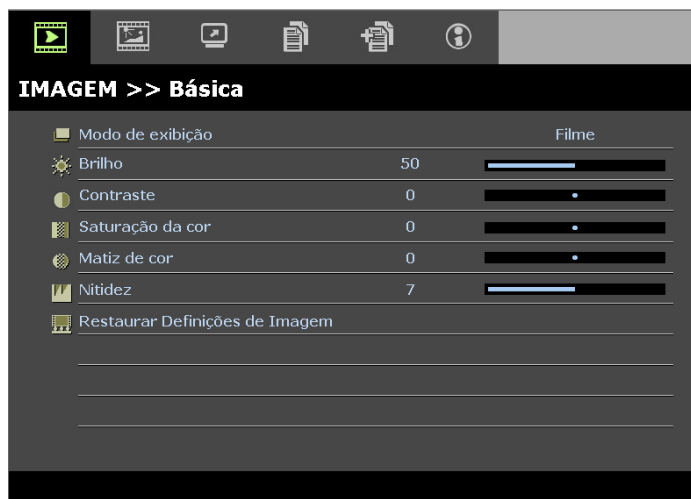 IMAGEM >> Básica
Modo de exibição Filme
Brilho 50
Contraste 0
Saturação da cor 0
Matiz de cor 0
Nitidez 7
Restaurar Definições de Imagem